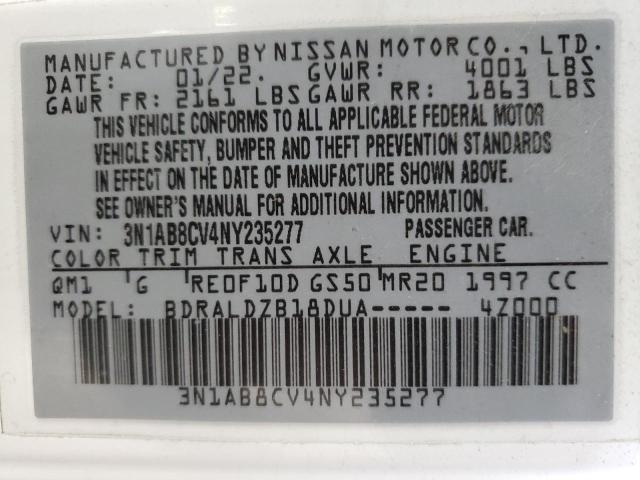 MANUFACTURED BY NISSAN MOTOR CO., LTD.
DATE: 01/22. GVWR: 4001 LBS
GAWR FR: 2161 LBS GAWR RR: 1863 LBS
THIS VEHICLE CONFORMS TO ALL APPLICABLE FEDERAL MOTOR
VEHICLE SAFETY, BUMPER AND THEFT PREVENTION STANDARDS
IN EFFECT ON THE DATE OF MANUFACTURE SHOWN ABOVE.
SEE OWNER'S MANUAL FOR ADDITIONAL INFORMATION.
VIN: 3N1AB8CV4NY235277 PASSENGER CAR.
COLOR TRIM TRANS AXLE ENGINE
QM1 G RE0F10D GS50 MR20 1997 CC
MODEL: BDRALDZB18DUA----- 4Z000
3N1AB8CV4NY235277